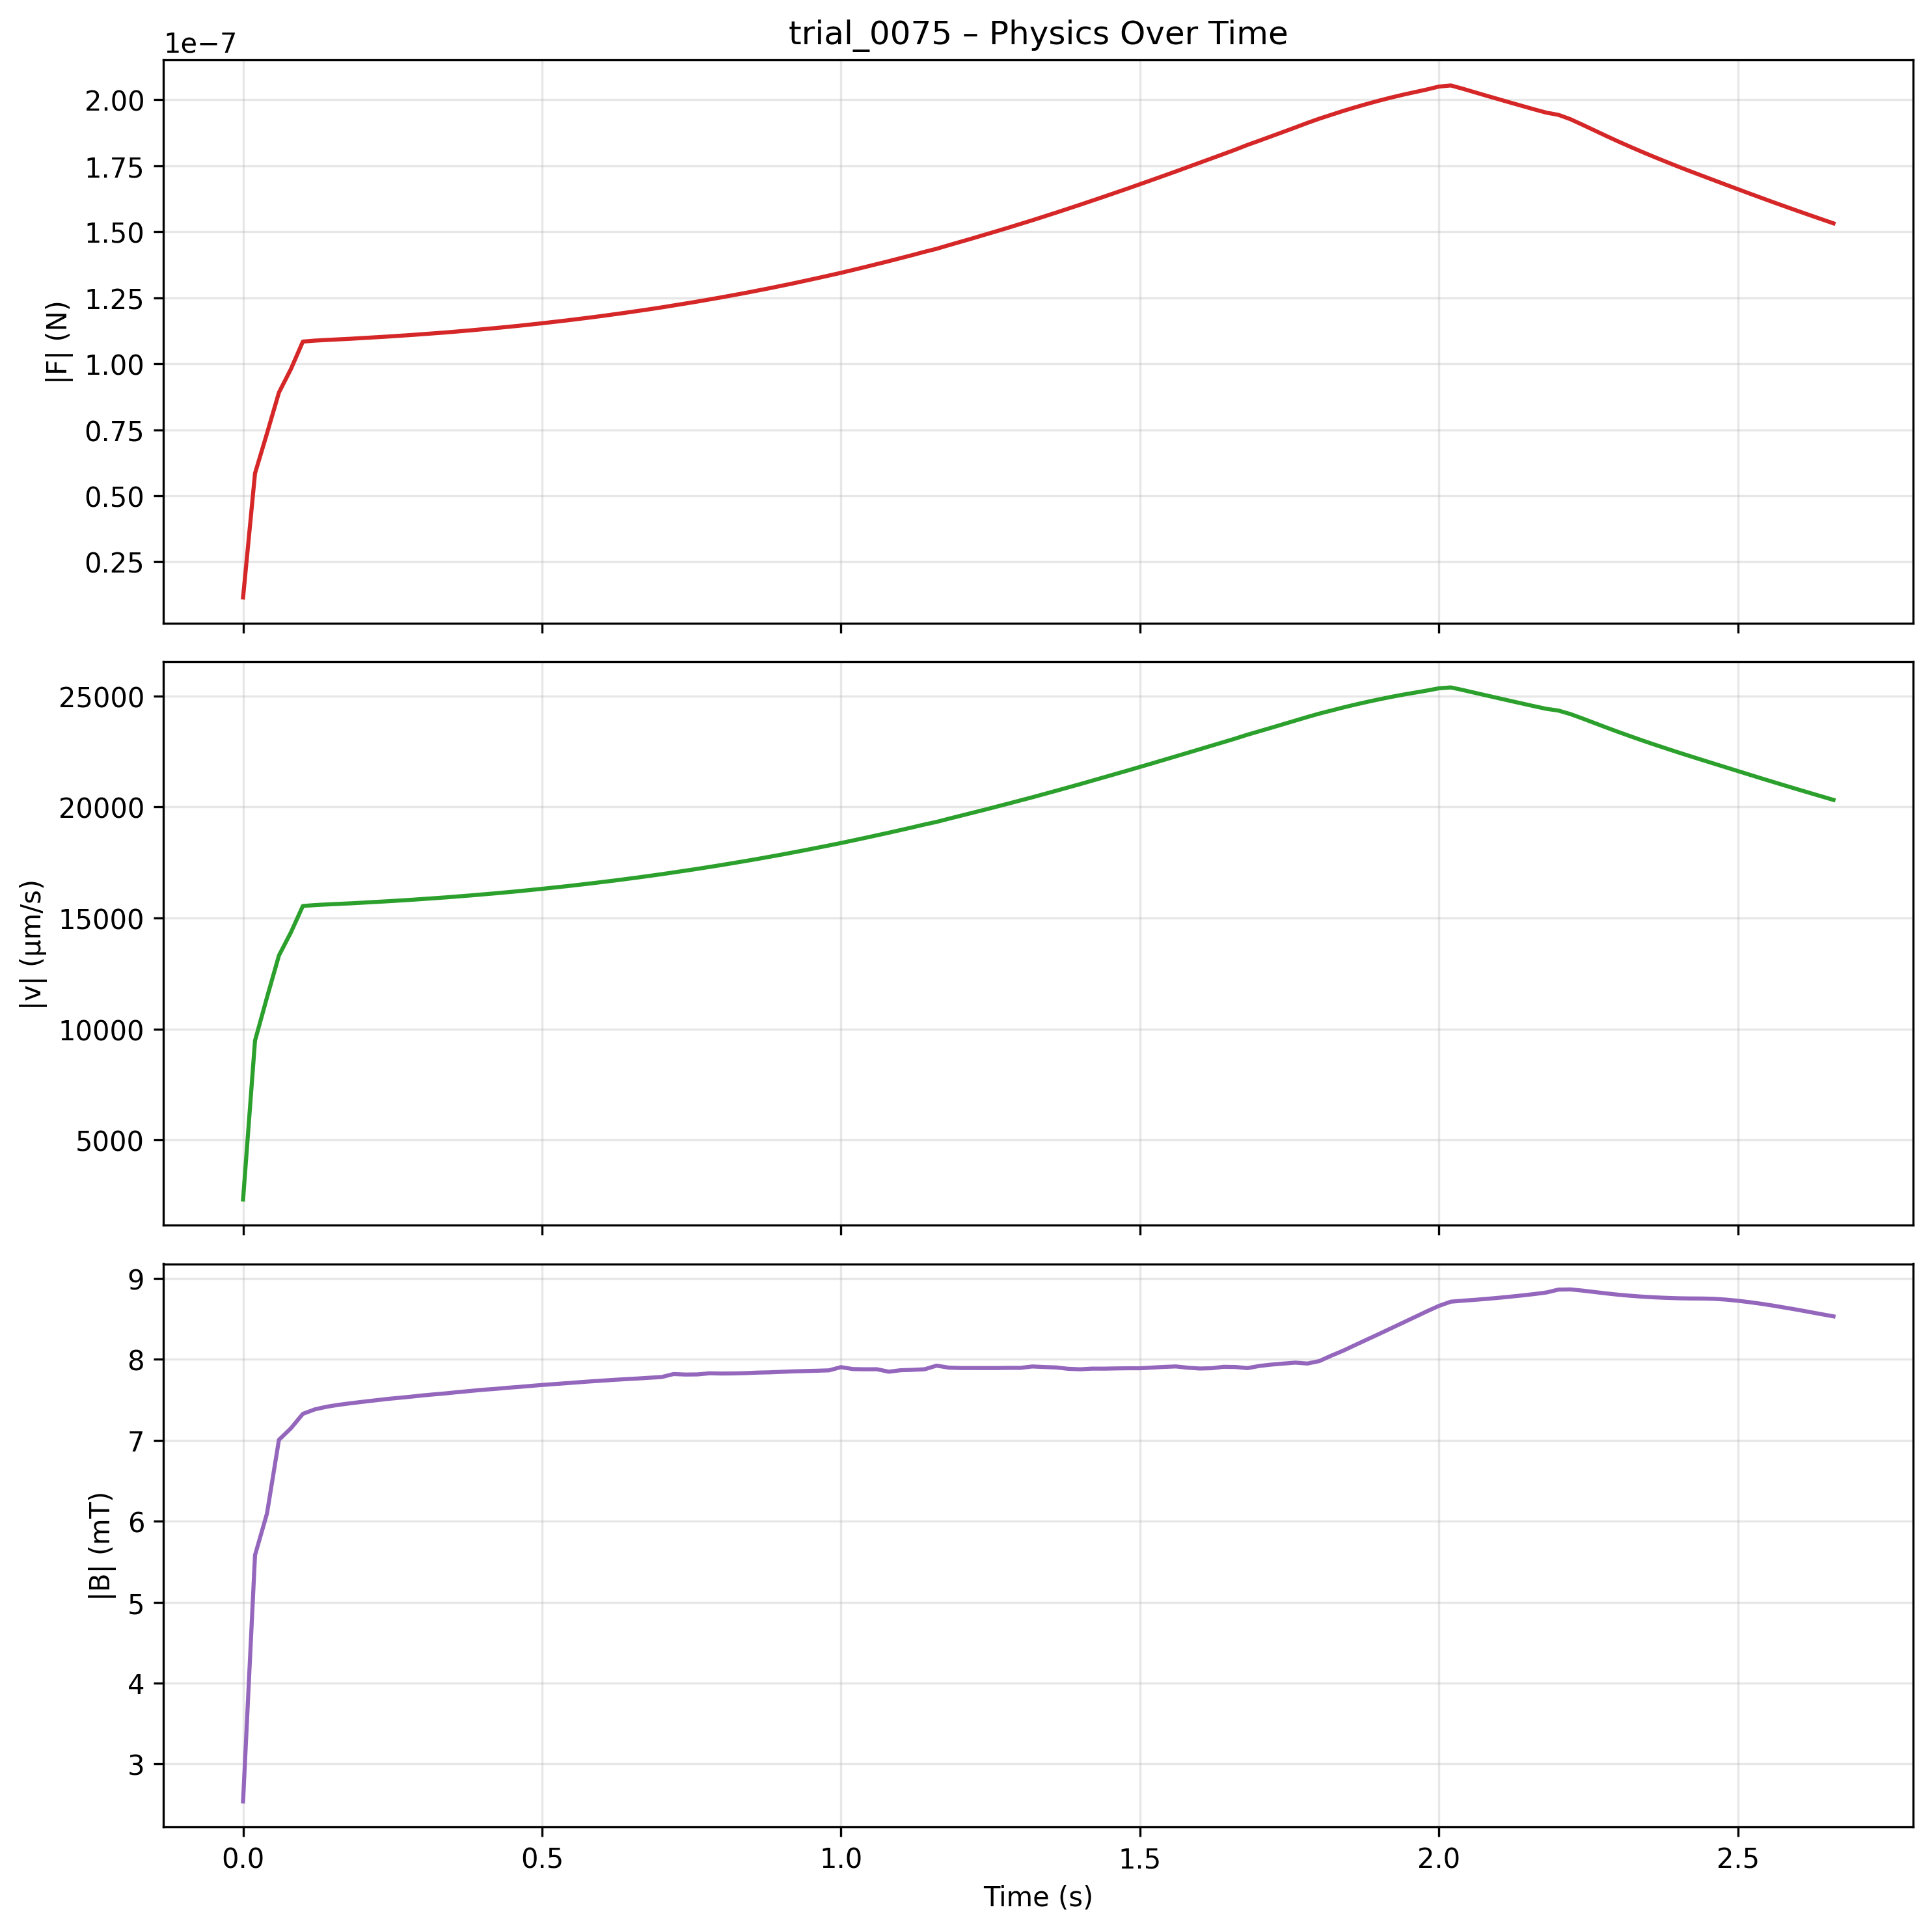 trial_0075 – Physics Over Time
1e−7
2.00
1.75
1.50
1.25
1.00
0.75
0.50
0.25
|F| (N)
25000
20000
15000
10000
5000
|v| (μm/s)
9
8
7
6
5
4
3
|B| (mT)
0.0 0.5 1.0 1.5 2.0 2.5
Time (s)